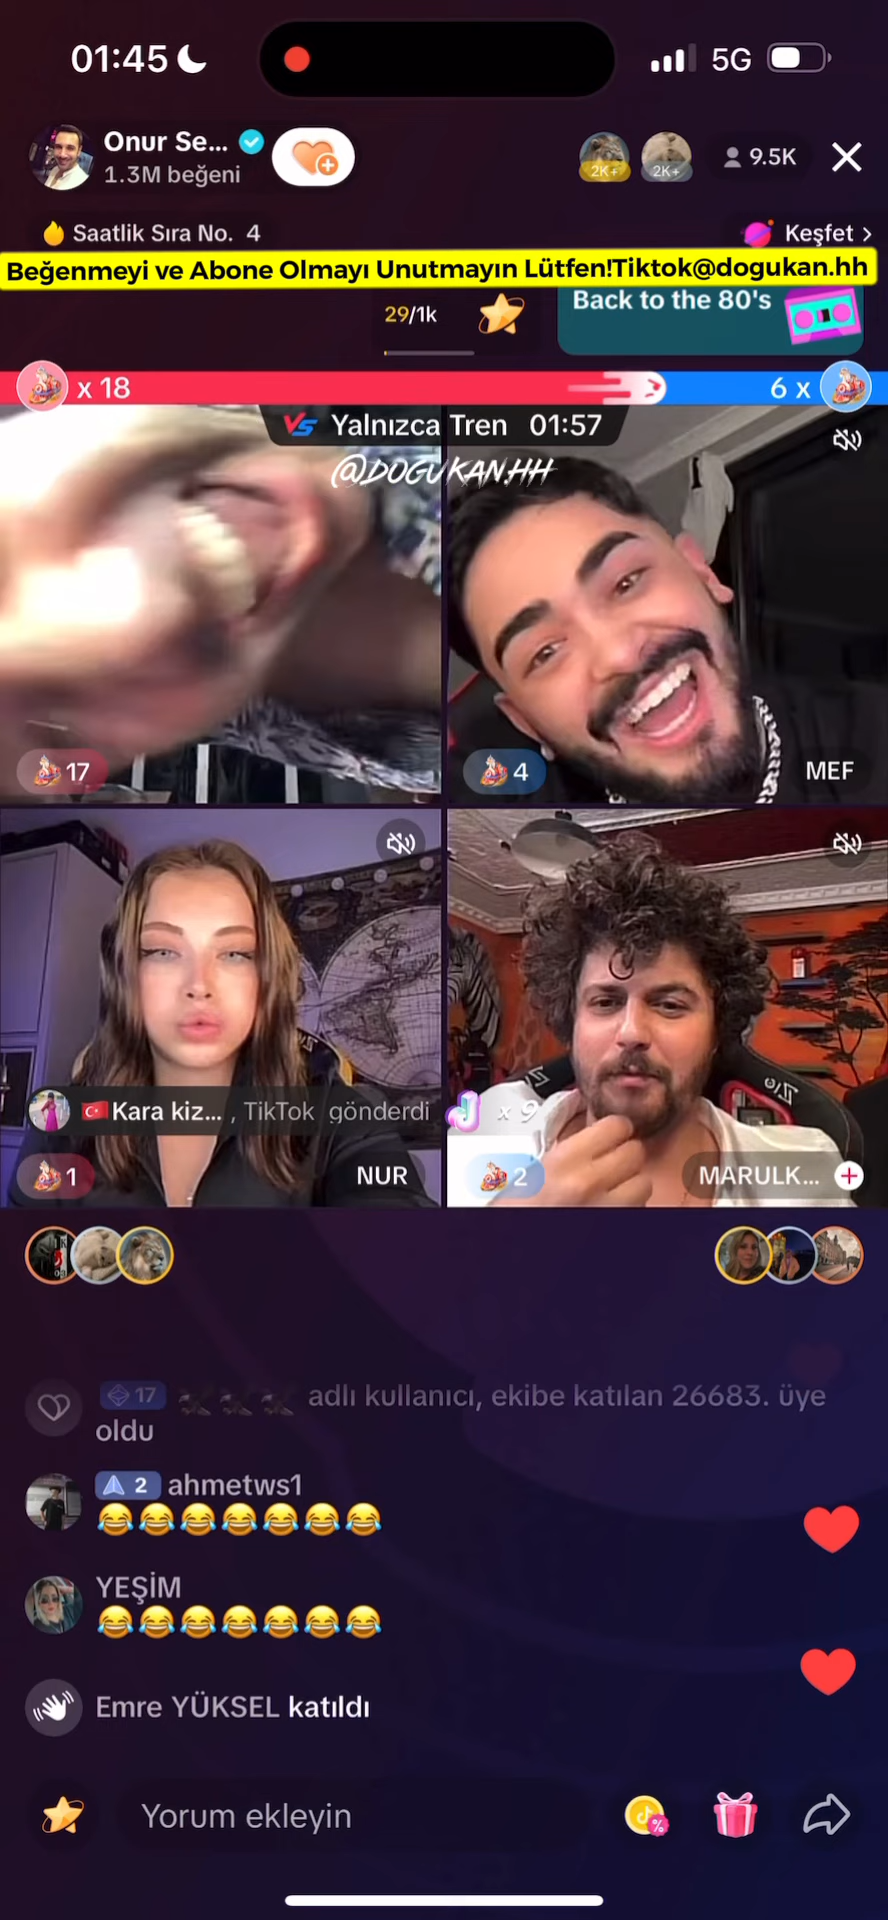 01:45
5G
Onur Se...
1.3M beğeni
2K+
2K+
9.5K
Saatlik Sıra No. 4
Keşfet >
Beğenmeyi ve Abone Olmayı Unutmayın Lütfen!Tiktok@dogukan.hh
29/1k
Back to the 80's
x 18
6 x
VS Yalnızca Tren 01:57
@DOGUKAN.HH
17
4
MEF
Kara kiz... , TikTok gönderdi
x 9
1
NUR
2
MARULK...
17 adlı kullanıcı, ekibe katılan 26683. üye
oldu
2 ahmetws1
😂😂😂😂😂😂😂
YEŞİM
😂😂😂😂😂😂😂
Emre YÜKSEL katıldı
Yorum ekleyin